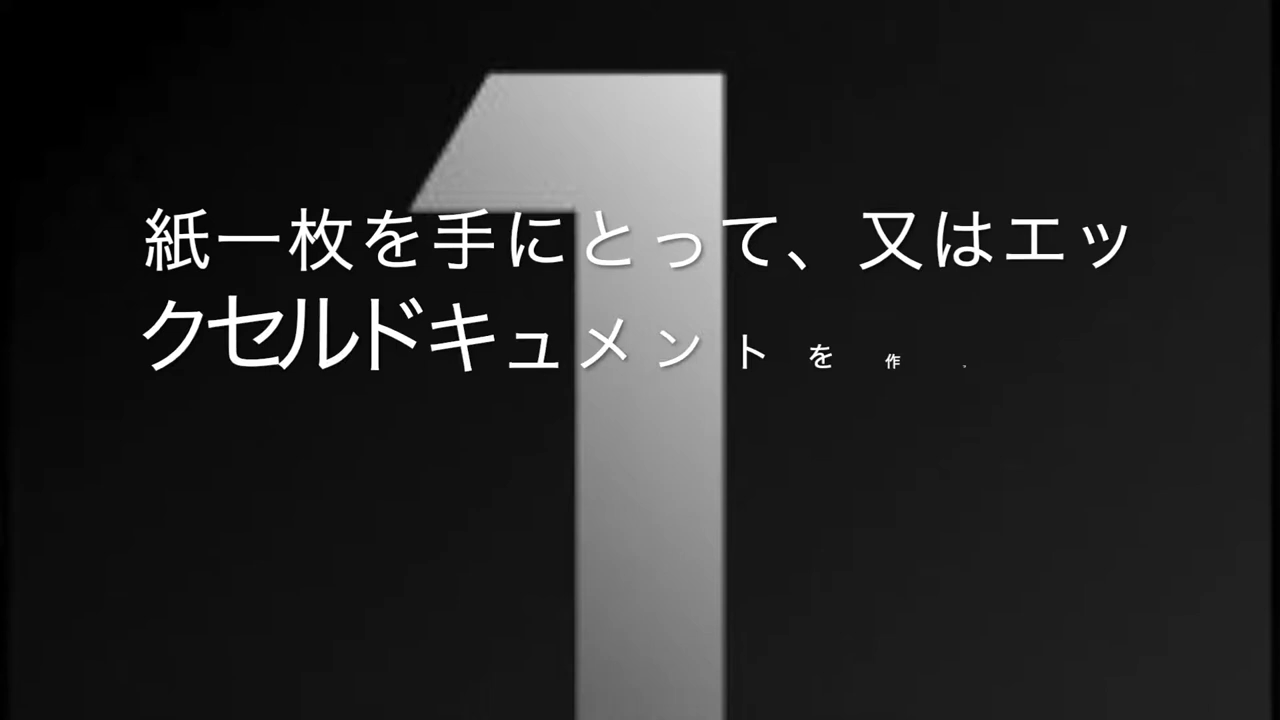 1
紙一枚を手にとって、又はエッ
クセルドキュメントを作